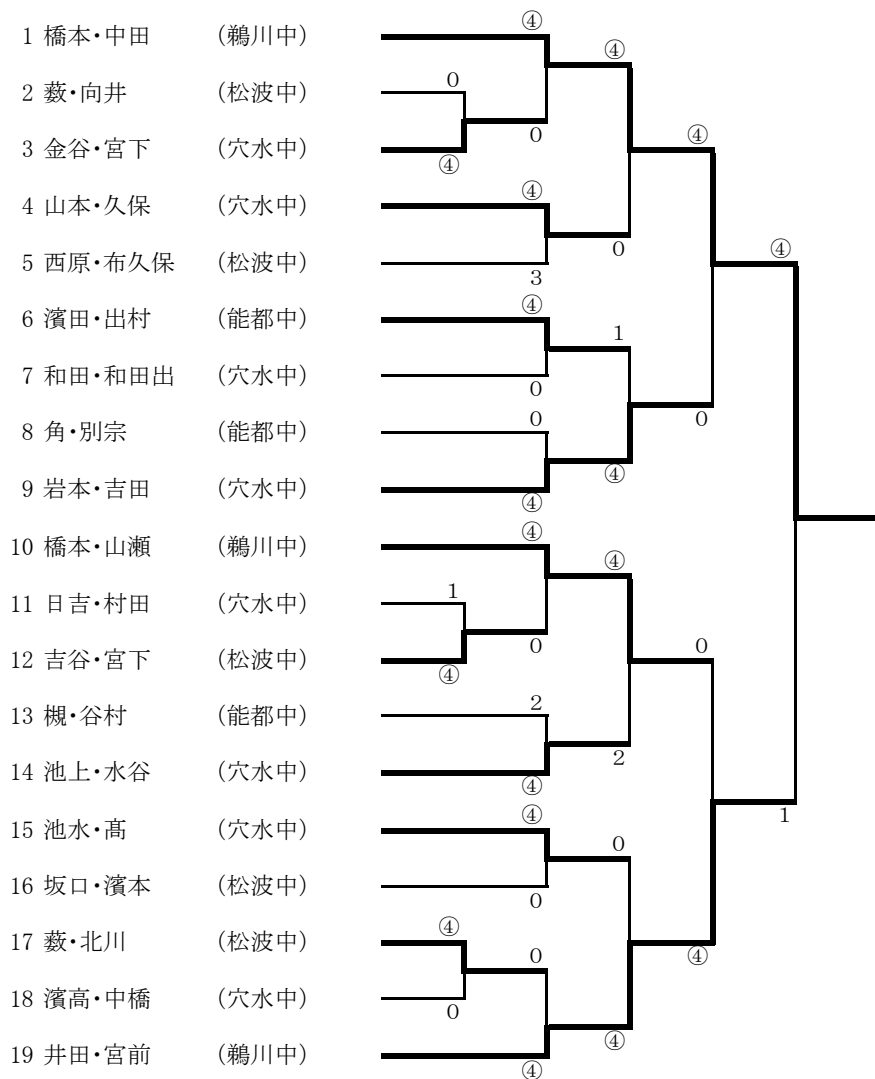 ④
1 橋本・中田 (鵜川中)
④
0
2 藪・向井 (松波中)
0
④
3 金谷・宮下 (穴水中)
④
④
4 山本・久保 (穴水中)
0
④
5 西原・布久保 (松波中)
3
④
6 濱田・出村 (能都中)
1
7 和田・和田出 (穴水中)
0
0
0
8 角・別宗 (能都中)
④
9 岩本・吉田 (穴水中)
④
④
10 橋本・山瀬 (鵜川中)
④
1
11 日吉・村田 (穴水中)
0
0
12 吉谷・宮下 (松波中)
④
2
13 槻・谷村 (能都中)
2
14 池上・水谷 (穴水中)
④
④
1
15 池水・髙 (穴水中)
0
16 坂口・濱本 (松波中)
0
④
17 藪・北川 (松波中)
0
④
18 濱高・中橋 (穴水中)
0
④
19 井田・宮前 (鵜川中)
④